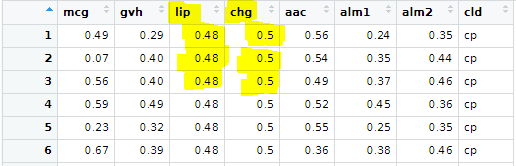 mcg gvh lip chg aac alm1 alm2 cld
1 0.49 0.29 0.48 0.5 0.56 0.24 0.35 cp
2 0.07 0.40 0.48 0.5 0.54 0.35 0.44 cp
3 0.56 0.40 0.48 0.5 0.49 0.37 0.46 cp
4 0.59 0.49 0.48 0.5 0.52 0.45 0.36 cp
5 0.23 0.32 0.48 0.5 0.55 0.25 0.35 cp
6 0.67 0.39 0.48 0.5 0.36 0.38 0.46 cp